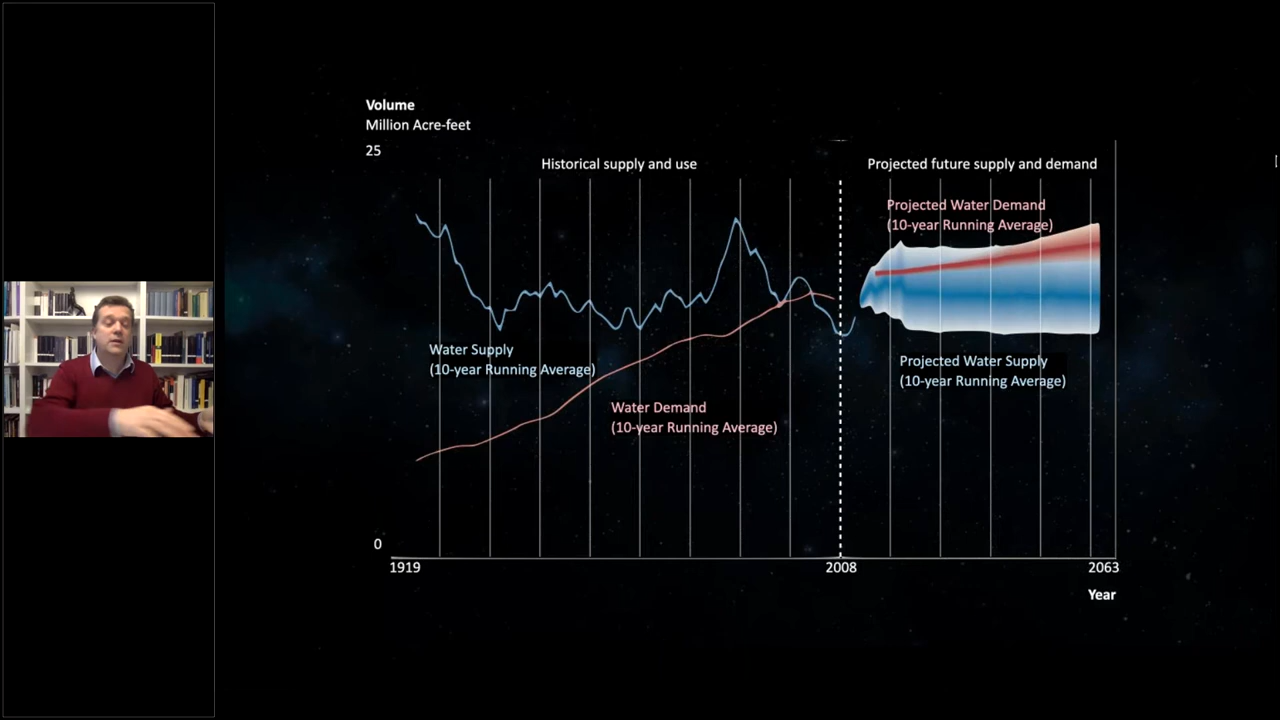 Volume
Million Acre-feet
25
Historical supply and use
Projected future supply and demand
Projected Water Demand
(10-year Running Average)
Water Supply
(10-year Running Average)
Projected Water Supply
(10-year Running Average)
Water Demand
(10-year Running Average)
0
1919
2008
2063
Year